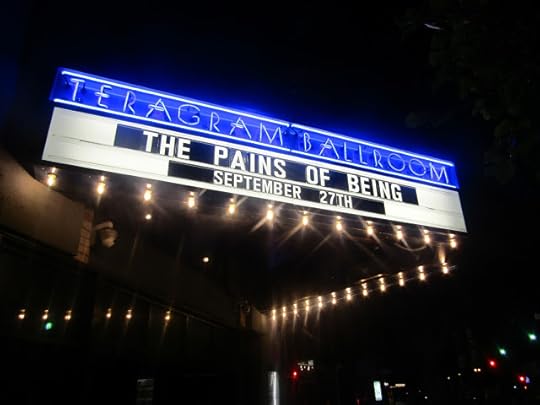 TERAGRAM BALLROOM
THE PAINS OF BEING
SEPTEMBER 27TH